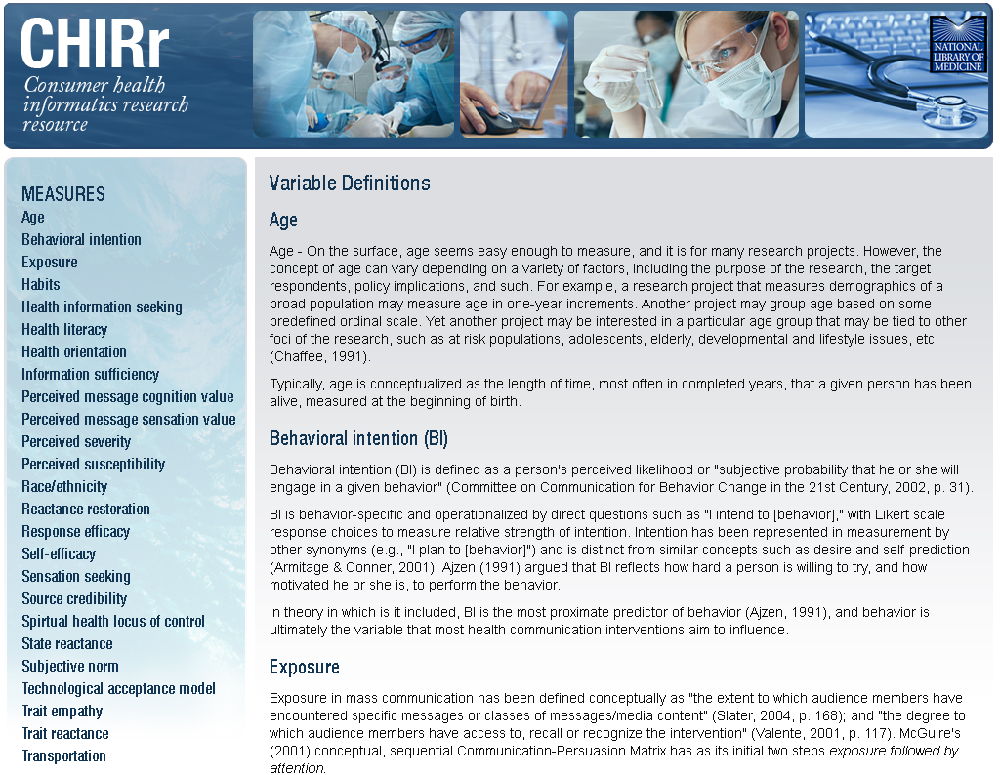 CHIRr
Consumer health
informatics research
resource
NATIONAL
LIBRARY OF
MEDICINE
MEASURES
Age
Behavioral intention
Exposure
Habits
Health information seeking
Health literacy
Health orientation
Information sufficiency
Perceived message cognition value
Perceived message sensation value
Perceived severity
Perceived susceptibility
Race/ethnicity
Reactance restoration
Response efficacy
Self-efficacy
Sensation seeking
Source credibility
Spirtual health locus of control
State reactance
Subjective norm
Technological acceptance model
Trait empathy
Trait reactance
Transportation
Variable Definitions
Age
Age - On the surface, age seems easy enough to measure, and it is for many research projects. However, the
concept of age can vary depending on a variety of factors, including the purpose of the research, the target
respondents, policy implications, and such. For example, a research project that measures demographics of a
broad population may measure age in one-year increments. Another project may group age based on some
predefined ordinal scale. Yet another project may be interested in a particular age group that may be tied to other
foci of the research, such as at risk populations, adolescents, elderly, developmental and lifestyle issues, etc.
(Chaffee, 1991).
Typically, age is conceptualized as the length of time, most often in completed years, that a given person has been
alive, measured at the beginning of birth.
Behavioral intention (BI)
Behavioral intention (BI) is defined as a person's perceived likelihood or "subjective probability that he or she will
engage in a given behavior" (Committee on Communication for Behavior Change in the 21st Century, 2002, p. 31).
BI is behavior-specific and operationalized by direct questions such as "I intend to [behavior]," with Likert scale
response choices to measure relative strength of intention. Intention has been represented in measurement by
other synonyms (e.g., "I plan to [behavior]") and is distinct from similar concepts such as desire and self-prediction
(Armitage & Conner, 2001). Ajzen (1991) argued that BI reflects how hard a person is willing to try, and how
motivated he or she is, to perform the behavior.
In theory in which is it included, BI is the most proximate predictor of behavior (Ajzen, 1991), and behavior is
ultimately the variable that most health communication interventions aim to influence.
Exposure
Exposure in mass communication has been defined conceptually as "the extent to which audience members have
encountered specific messages or classes of messages/media content" (Slater, 2004, p. 168); and "the degree to
which audience members have access to, recall or recognize the intervention" (Valente, 2001, p. 117). McGuire's
(2001) conceptual, sequential Communication-Persuasion Matrix has as its initial two steps exposure followed by
attention.